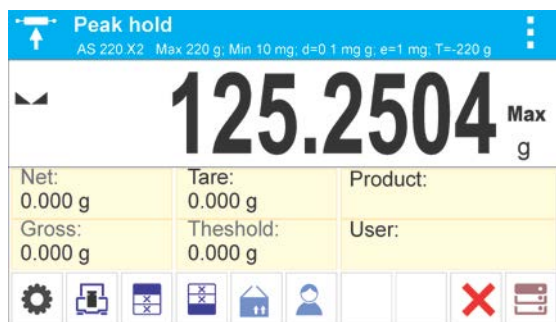 Peak hold
AS 220 X2 Max 220 g; Min 10 mg; d=0 1 mg g; e=1 mg; T=-220 g
125.2504 Max
g
Net: Tare: Product:
0.000 g 0.000 g
Gross: Theshold: User:
0.000 g 0.000 g